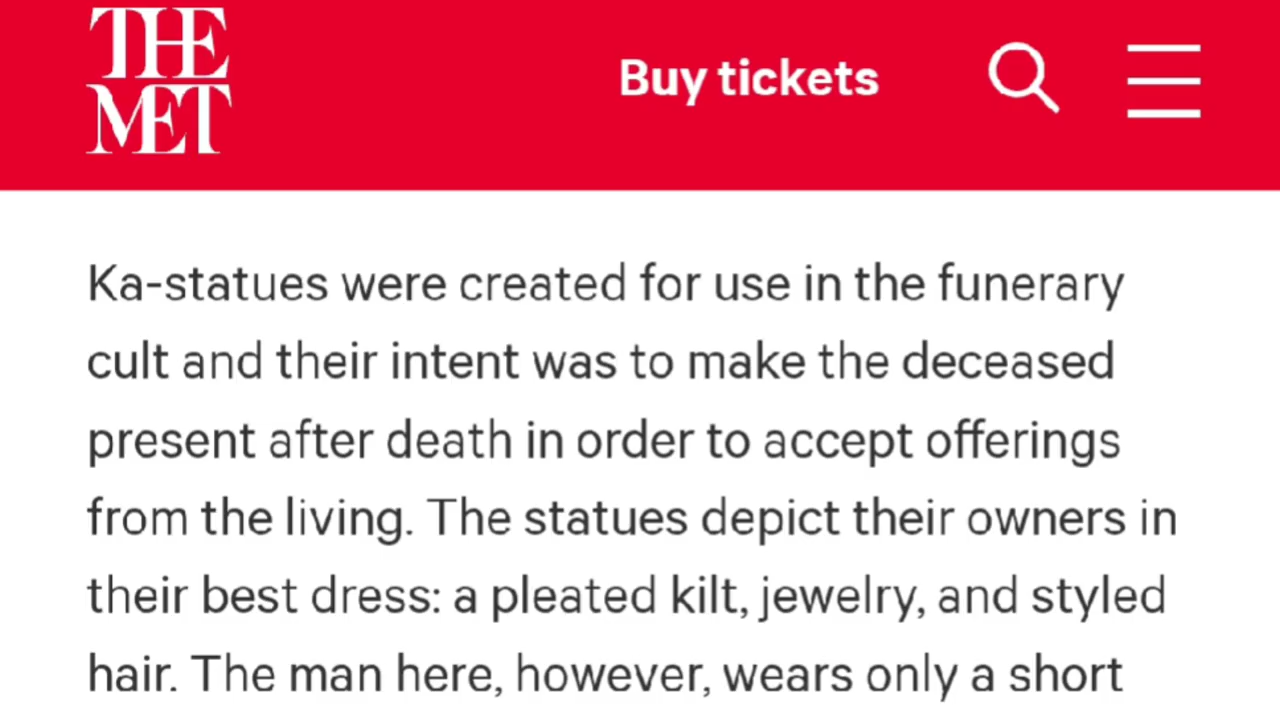 THE
MET
Buy tickets
Ka-statues were created for use in the funerary
cult and their intent was to make the deceased
present after death in order to accept offerings
from the living. The statues depict their owners in
their best dress: a pleated kilt, jewelry, and styled
hair. The man here, however, wears only a short